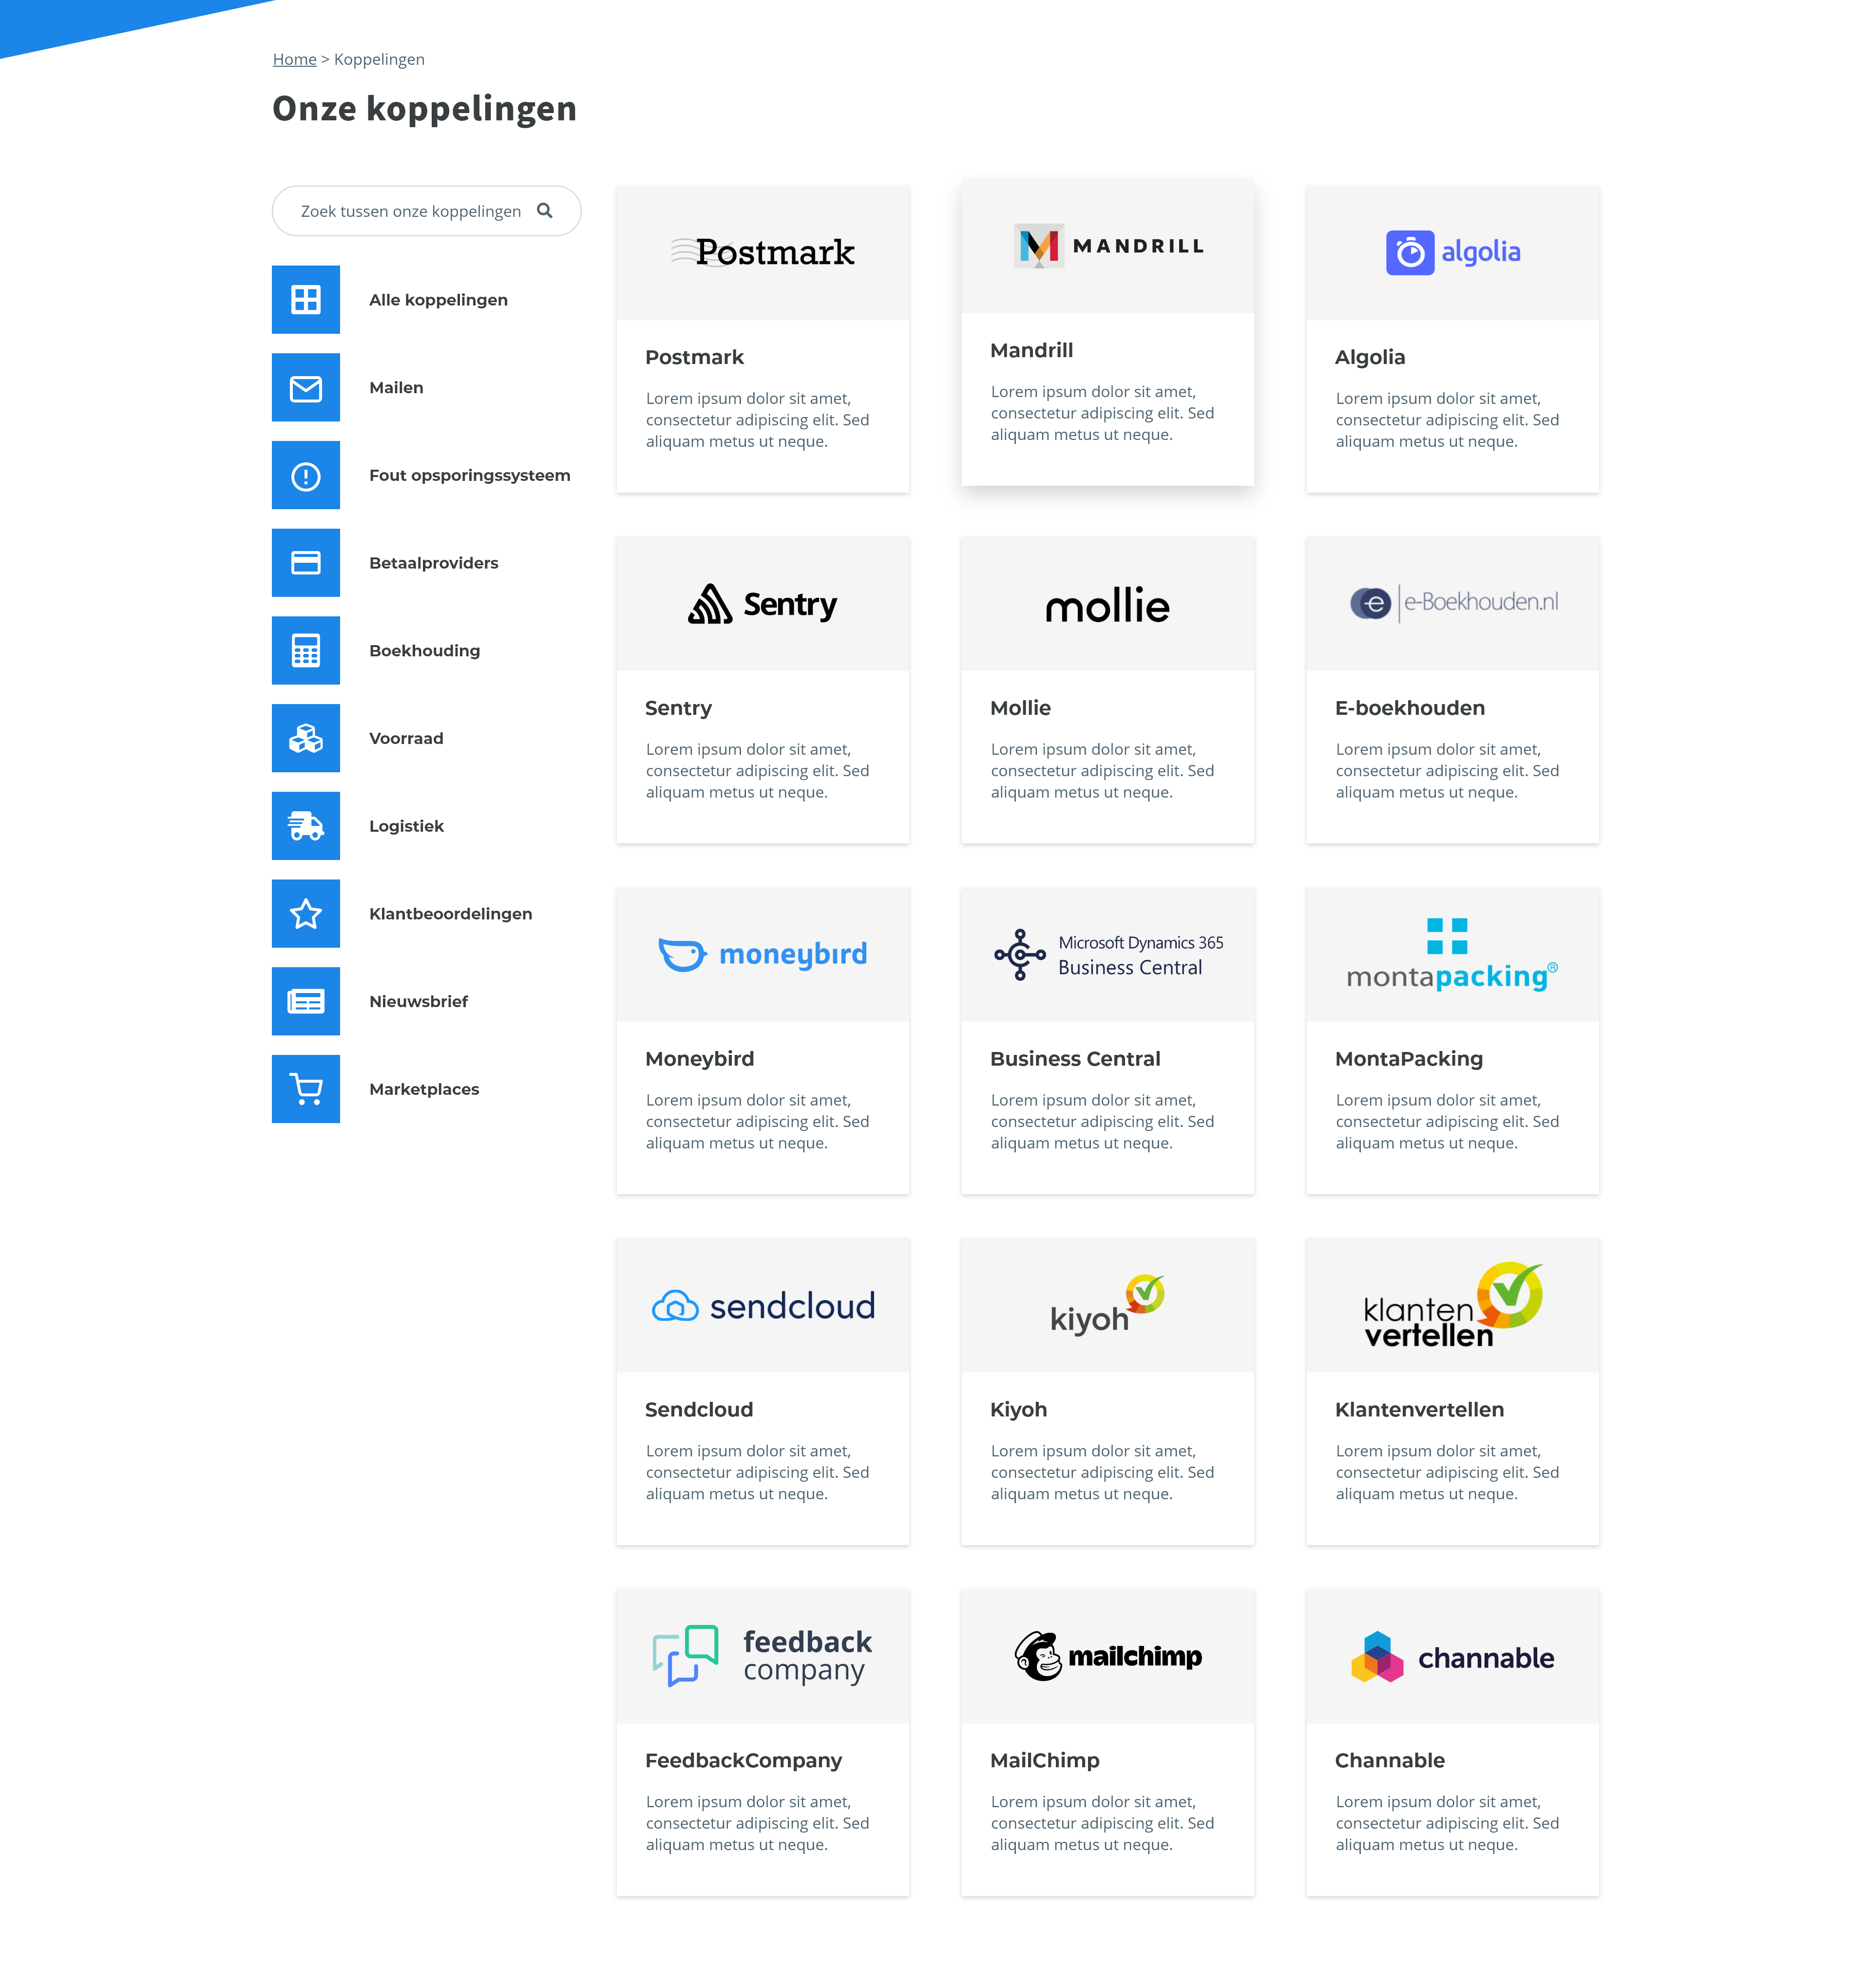 Home > Koppelingen
Onze koppelingen
Zoek tussen onze koppelingen
Alle koppelingen
Mailen
Fout opsporingssysteem
Betaalproviders
Boekhouding
Voorraad
Logistiek
Klantbeoordelingen
Nieuwsbrief
Marketplaces
Postmark
Postmark
Lorem ipsum dolor sit amet,
consectetur adipiscing elit. Sed
aliquam metus ut neque.
MANDRILL
Mandrill
Lorem ipsum dolor sit amet,
consectetur adipiscing elit. Sed
aliquam metus ut neque.
algolia
Algolia
Lorem ipsum dolor sit amet,
consectetur adipiscing elit. Sed
aliquam metus ut neque.
Sentry
Sentry
Lorem ipsum dolor sit amet,
consectetur adipiscing elit. Sed
aliquam metus ut neque.
mollie
Mollie
Lorem ipsum dolor sit amet,
consectetur adipiscing elit. Sed
aliquam metus ut neque.
e e-Boekhouden.nl
E-boekhouden
Lorem ipsum dolor sit amet,
consectetur adipiscing elit. Sed
aliquam metus ut neque.
moneybird
Moneybird
Lorem ipsum dolor sit amet,
consectetur adipiscing elit. Sed
aliquam metus ut neque.
Microsoft Dynamics 365
Business Central
Business Central
Lorem ipsum dolor sit amet,
consectetur adipiscing elit. Sed
aliquam metus ut neque.
montapacking®
MontaPacking
Lorem ipsum dolor sit amet,
consectetur adipiscing elit. Sed
aliquam metus ut neque.
sendcloud
Sendcloud
Lorem ipsum dolor sit amet,
consectetur adipiscing elit. Sed
aliquam metus ut neque.
kiyoh
Kiyoh
Lorem ipsum dolor sit amet,
consectetur adipiscing elit. Sed
aliquam metus ut neque.
klanten
vertellen
Klantenvertellen
Lorem ipsum dolor sit amet,
consectetur adipiscing elit. Sed
aliquam metus ut neque.
feedback
company
FeedbackCompany
Lorem ipsum dolor sit amet,
consectetur adipiscing elit. Sed
aliquam metus ut neque.
mailchimp
MailChimp
Lorem ipsum dolor sit amet,
consectetur adipiscing elit. Sed
aliquam metus ut neque.
channable
Channable
Lorem ipsum dolor sit amet,
consectetur adipiscing elit. Sed
aliquam metus ut neque.